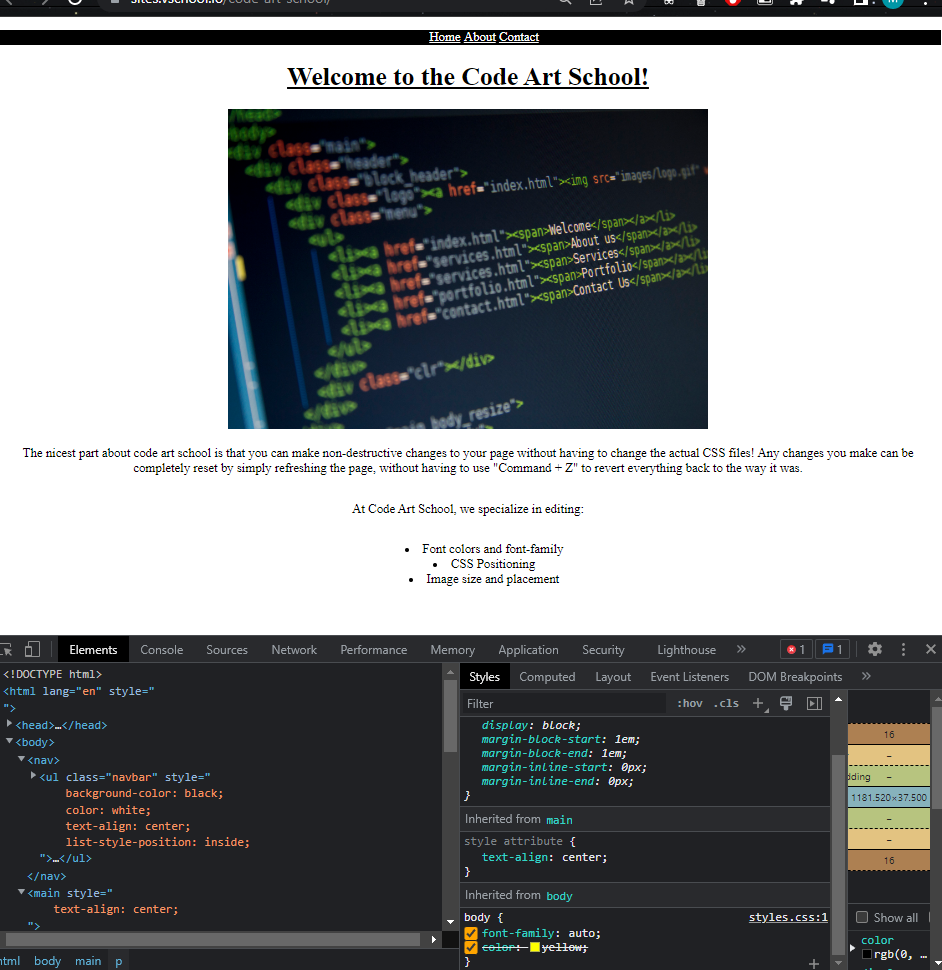 sites.vschool.io/code-art-school/
Home About Contact
Welcome to the Code Art School!
<head>
<body>
<div class="main">
<div class="header">
<div class="block_header">
<div class="logo"><a href="index.html"><img src="images/logo.gif"
<div class="menu">
<ul>
<li><a href="index.html"><span>Welcome</span></a></li>
<li><a href="services.html"><span>About us</span></a></li>
<li><a href="services.html"><span>Services</span></a></li>
<li><a href="portfolio.html"><span>Portfolio</span></a></li>
<li><a href="contact.html"><span>Contact Us</span></a></li>
</ul>
</div>
<div class="clr"></div>
</div>
body_resize">
The nicest part about code art school is that you can make non-destructive changes to your page without having to change the actual CSS files! Any changes you make can be
completely reset by simply refreshing the page, without having to use "Command + Z" to revert everything back to the way it was.
At Code Art School, we specialize in editing:
• Font colors and font-family
• CSS Positioning
• Image size and placement
Elements Console Sources Network Performance Memory Application Security Lighthouse » 1 1
<!DOCTYPE html>
<html lang="en" style="
">
<head>…</head>
<body>
<nav>
<ul class="navbar" style="
background-color: black;
color: white;
text-align: center;
list-style-position: inside;
">…</ul>
</nav>
<main style="
text-align: center;
">
html body main p
Styles Computed Layout Event Listeners DOM Breakpoints »
Filter :hov .cls +
display: block;
margin-block-start: 1em;
margin-block-end: 1em;
margin-inline-start: 0px;
margin-inline-end: 0px;
}
Inherited from main
style attribute {
text-align: center;
}
Inherited from body
body { styles.css:1
font-family: auto;
color: yellow;
}
16
–
dding –
1181.520×37.500
–
–
16
Show all
color
rgb(0, …